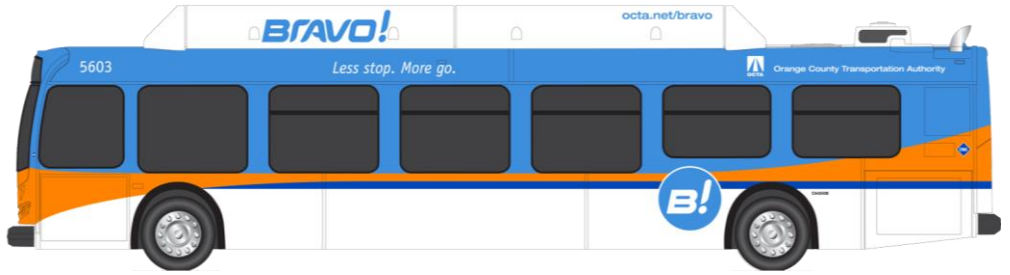 BRAVO!
octa.net/bravo
5603
Less stop. More go.
OCTA
Orange County Transportation Authority
B!